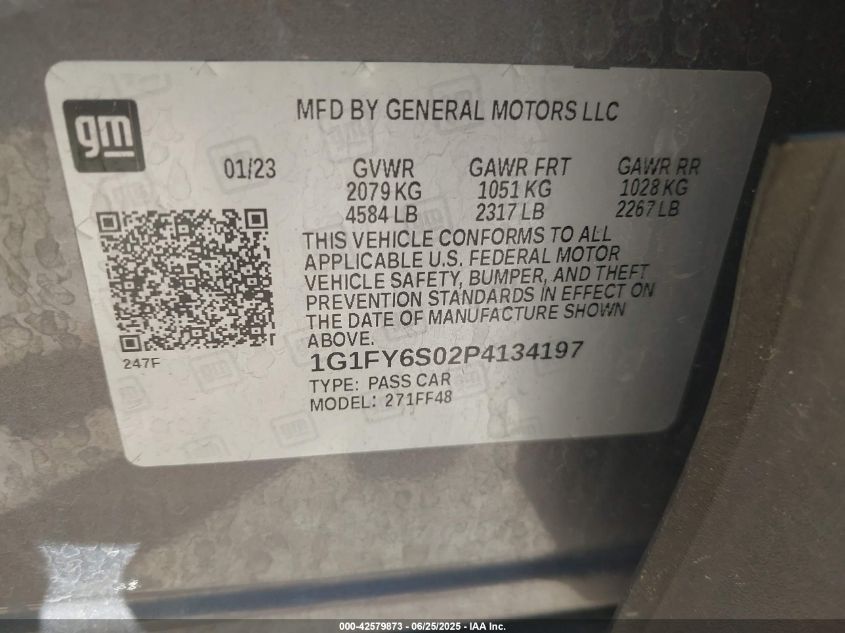 gm
MFD BY GENERAL MOTORS LLC
01/23 GVWR GAWR FRT GAWR RR
2079 KG 1051 KG 1028 KG
4584 LB 2317 LB 2267 LB
THIS VEHICLE CONFORMS TO ALL
APPLICABLE U.S. FEDERAL MOTOR
VEHICLE SAFETY, BUMPER, AND THEFT
PREVENTION STANDARDS IN EFFECT ON
THE DATE OF MANUFACTURE SHOWN
ABOVE.
247F
1G1FY6S02P4134197
TYPE: PASS CAR
MODEL: 271FF48
000-42579873 - 06/25/2025 - IAA Inc.